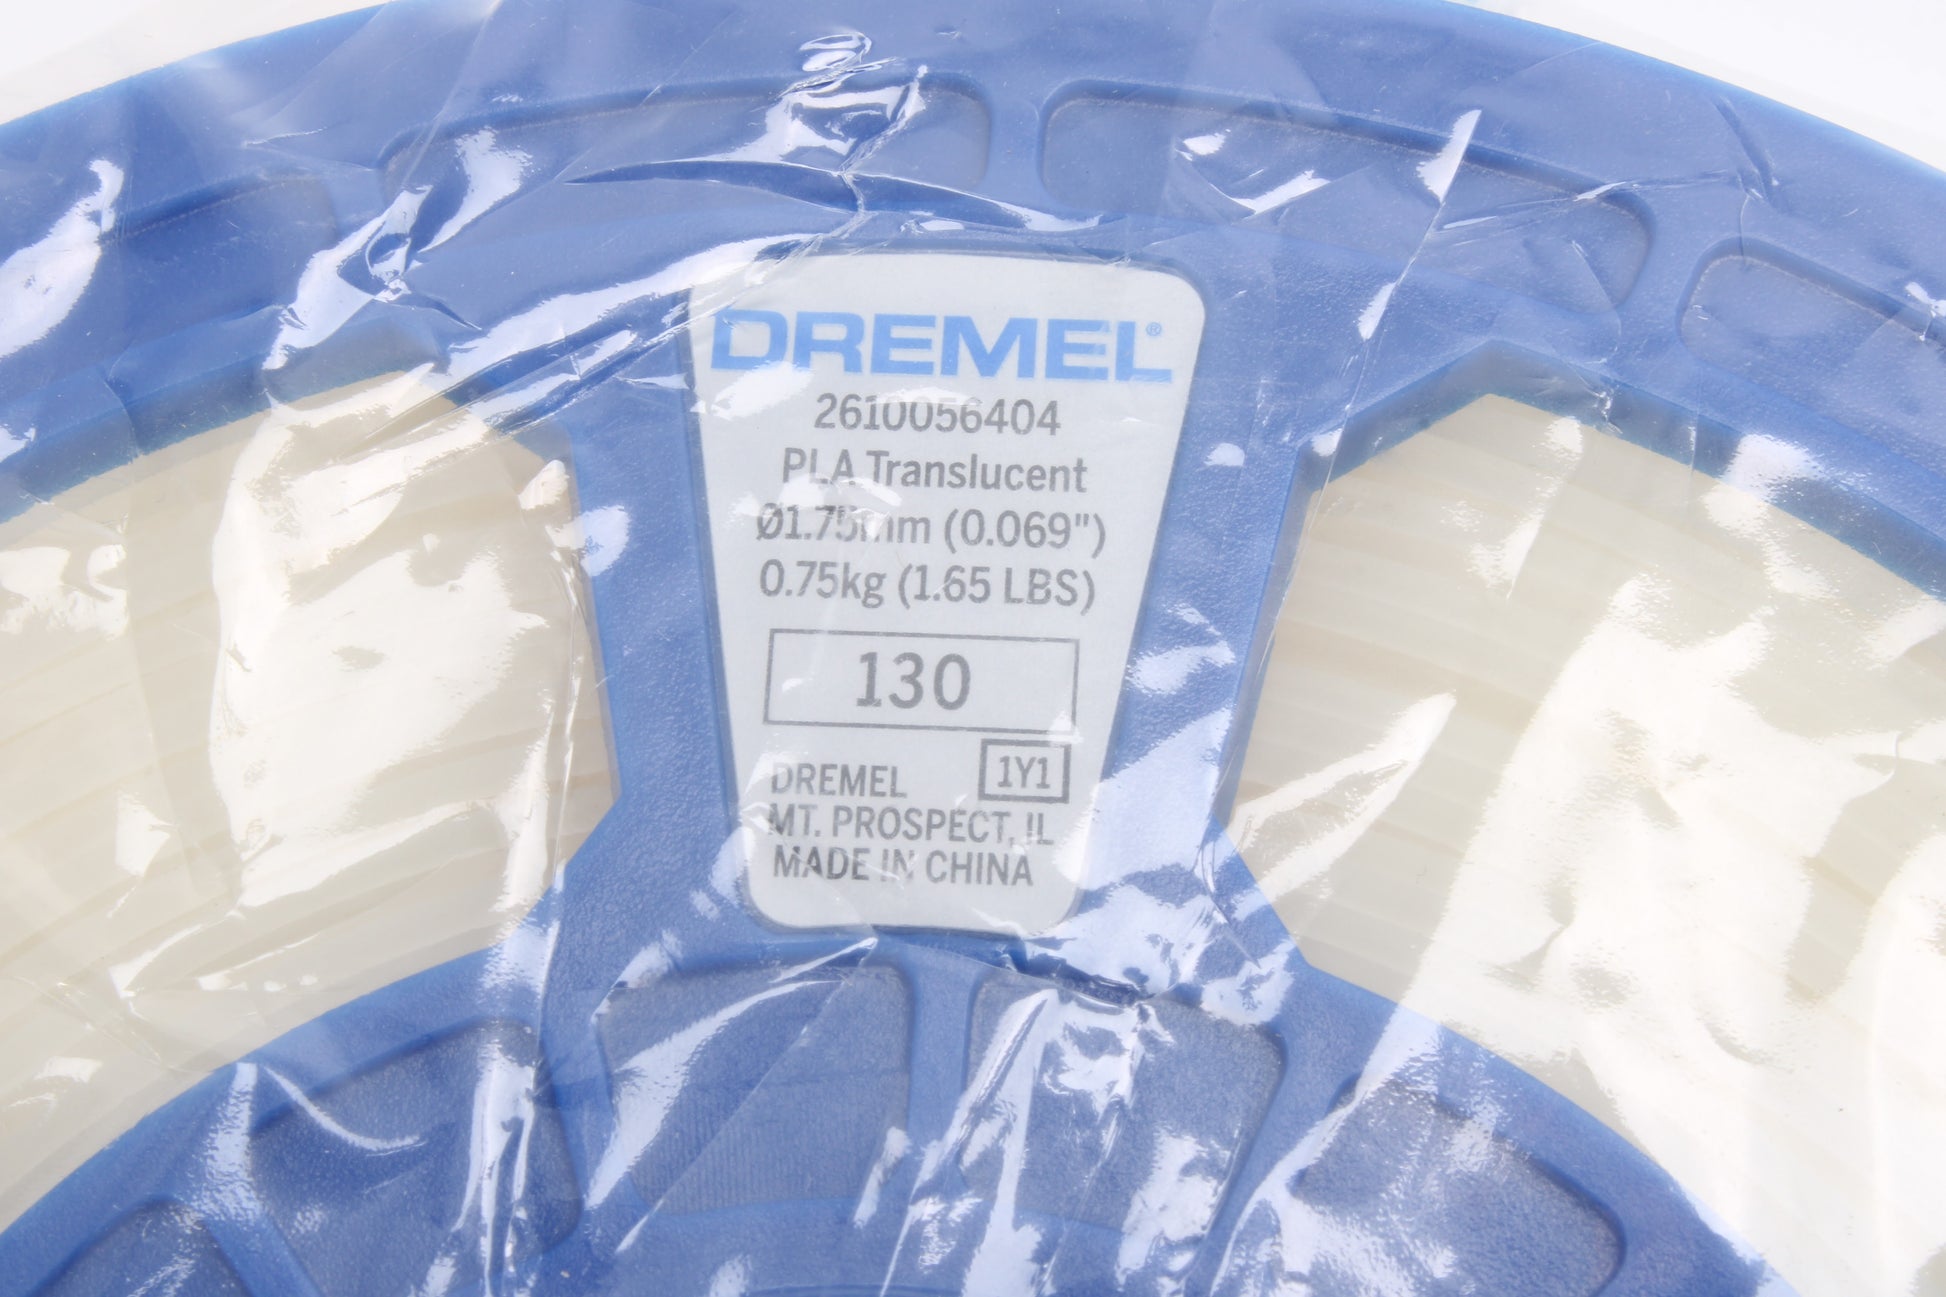 DREMEL®
2610056404
PLA Translucent
Ø1.75mm (0.069")
0.75kg (1.65 LBS)
130
1Y1
DREMEL
MT. PROSPECT, IL
MADE IN CHINA